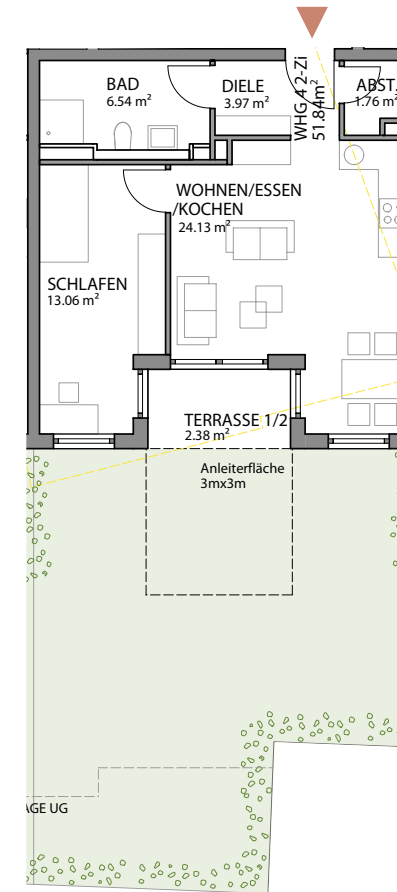 BAD
6.54 m²
DIELE
3.97 m²
WHG.4 2-Zi
51.84m²
ABST.
1.76 m²
WOHNEN/ESSEN
/KOCHEN
24.13 m²
SCHLAFEN
13.06 m²
TERRASSE 1/2
2.38 m²
Anleiterfläche
3mx3m
AGE UG